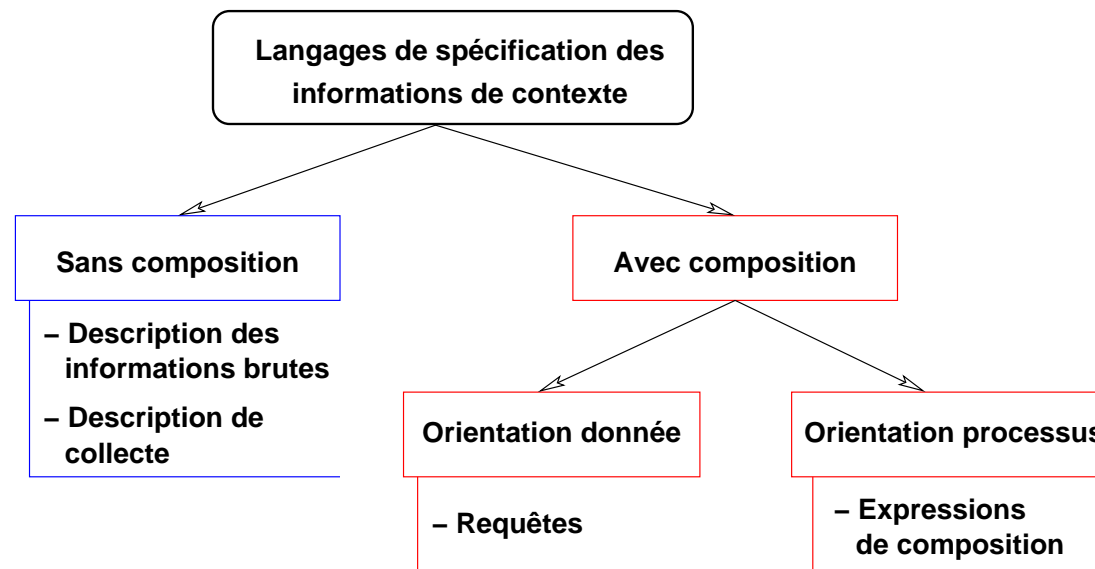 Langages de spécification des
informations de contexte
Sans composition
Avec composition
– Description des
informations brutes
– Description de
collecte
Orientation donnée
Orientation processus
– Requêtes
– Expressions
de composition